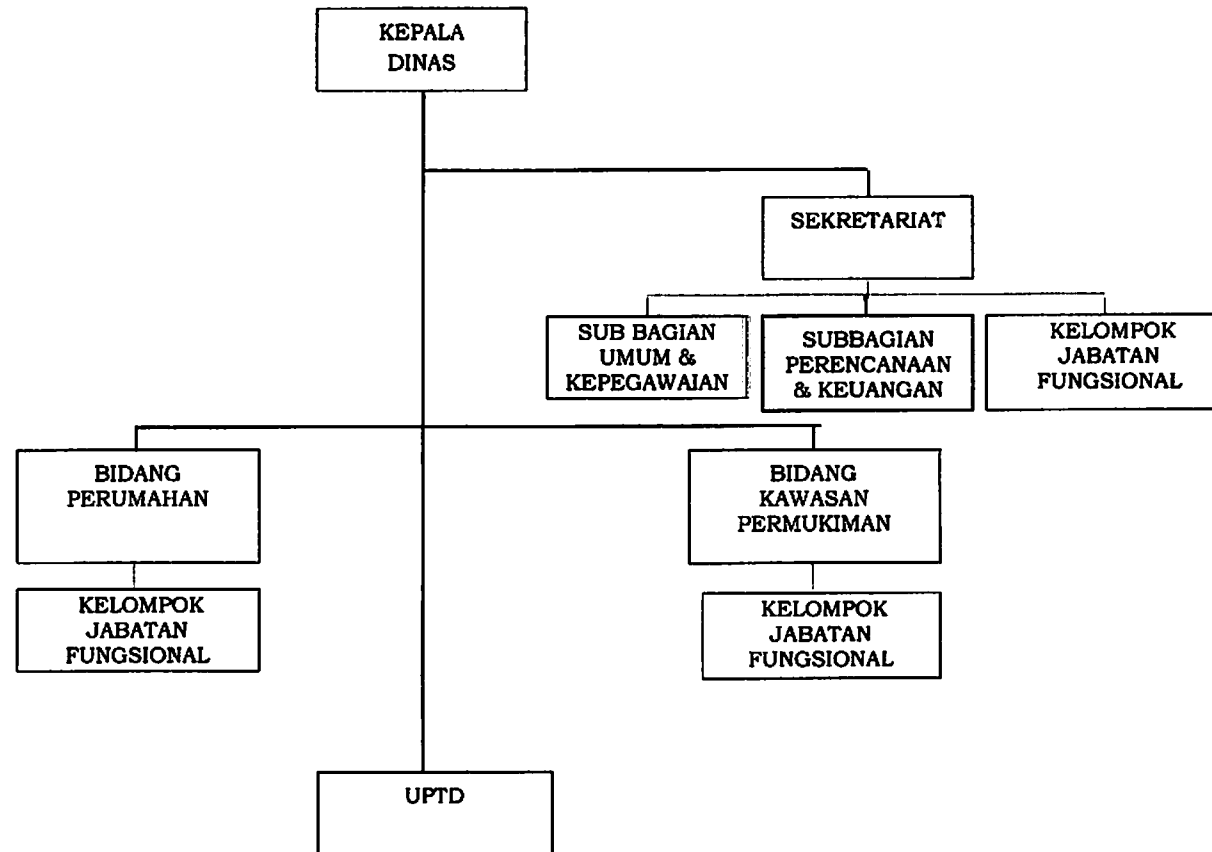 KEPALA
DINAS
SEKRETARIAT
SUB BAGIAN
UMUM &
KEPEGAWAIAN
SUBBAGIAN
PERENCANAAN
& KEUANGAN
KELOMPOK
JABATAN
FUNGSIONAL
BIDANG
PERUMAHAN
BIDANG
KAWASAN
PERMUKIMAN
KELOMPOK
JABATAN
FUNGSIONAL
KELOMPOK
JABATAN
FUNGSIONAL
UPTD